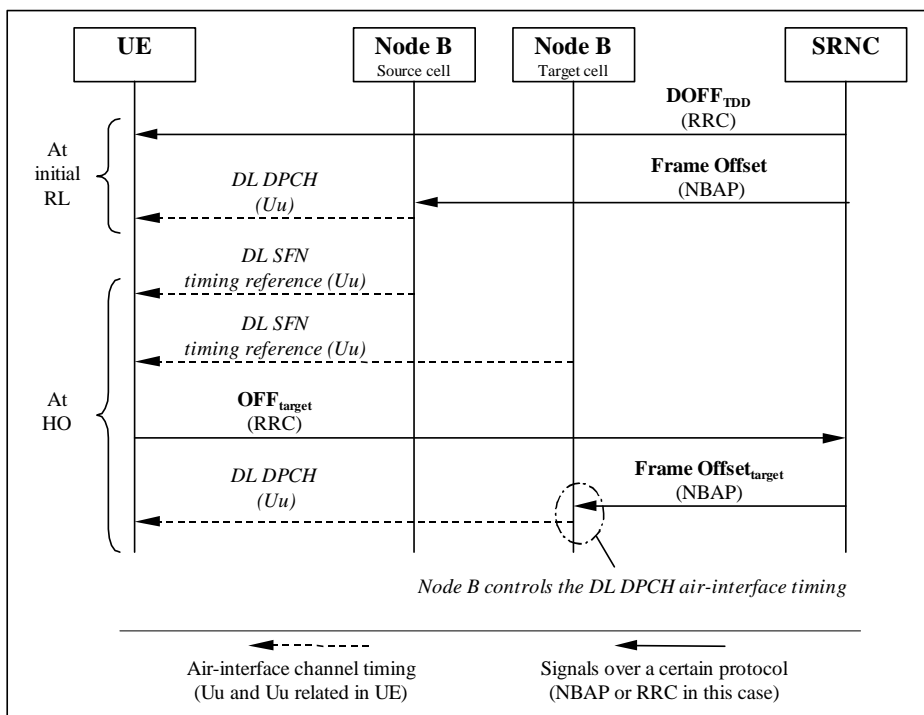 UE
Node B
Source cell
Node B
Target cell
SRNC
DOFF_TDD
(RRC)
At
initial
RL
Frame Offset
(NBAP)
DL DPCH
(Uu)
DL SFN
timing reference (Uu)
DL SFN
timing reference (Uu)
At
HO
OFF_target
(RRC)
Frame Offset_target
(NBAP)
DL DPCH
(Uu)
Node B controls the DL DPCH air-interface timing
Air-interface channel timing
(Uu and Uu related in UE)
Signals over a certain protocol
(NBAP or RRC in this case)